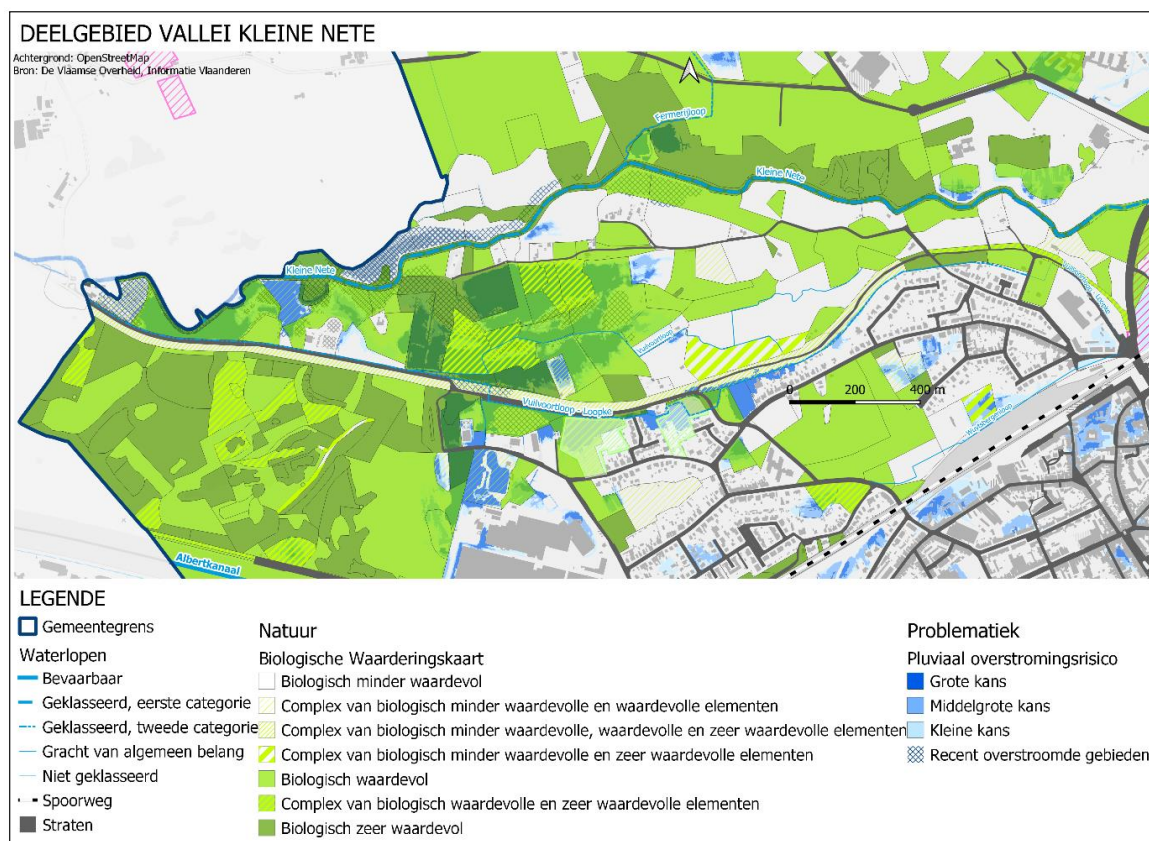 DEELGEBIED VALLEI KLEINE NETE
Achtergrond: OpenStreetMap
Bron: De Vlaamse Overheid, Informatie Vlaanderen
Fermerijloop
Kleine Nete
Kleine Nete
Vuilvoortloop
Vuilvoortloop - Loopke
0 200 400 m
Albertkanaal
LEGENDE
Gemeentegrens
Waterlopen
Bevaarbaar
Geklasseerd, eerste categorie
Geklasseerd, tweede categorie
Gracht van algemeen belang
Niet geklasseerd
Spoorweg
Straten
Natuur
Biologische Waarderingskaart
Biologisch minder waardevol
Complex van biologisch minder waardevolle en waardevolle elementen
Complex van biologisch minder waardevolle, waardevolle en zeer waardevolle elementen
Complex van biologisch minder waardevolle en zeer waardevolle elementen
Biologisch waardevol
Complex van biologisch waardevolle en zeer waardevolle elementen
Biologisch zeer waardevol
Problematiek
Pluviaal overstromingsrisico
Grote kans
Middelgrote kans
Kleine kans
Recent overstroomde gebieden